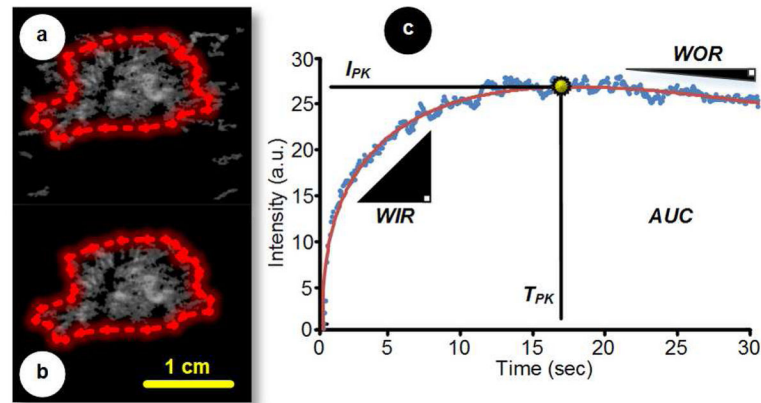 a
b
1 cm
c
Intensity (a.u.)
30
25
20
15
10
5
0
I_PK
WIR
WOR
AUC
T_PK
0 5 10 15 20 25 30
Time (sec)